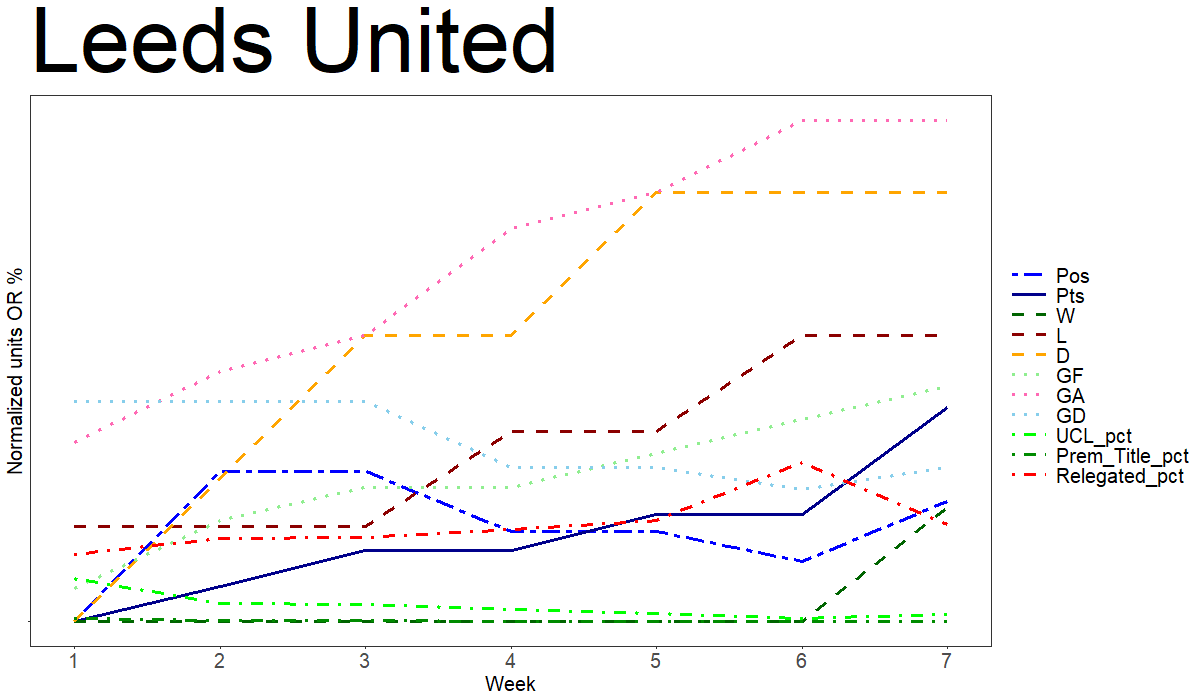 Leeds United
Normalized units OR %
1 2 3 4 5 6 7
Week
Pos
Pts
W
L
D
GF
GA
GD
UCL_pct
Prem_Title_pct
Relegated_pct